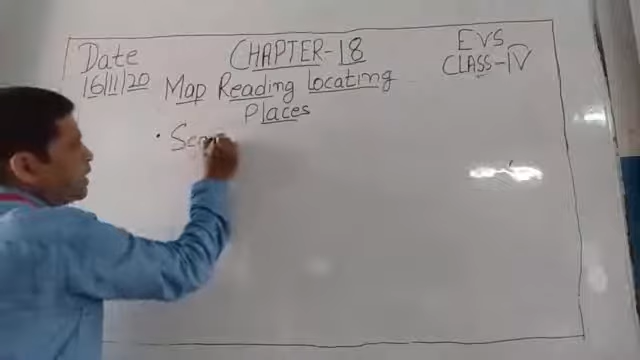 Date
16/11/20
CHAPTER-18
EVS
CLASS-IV
Map Reading Locating
Places